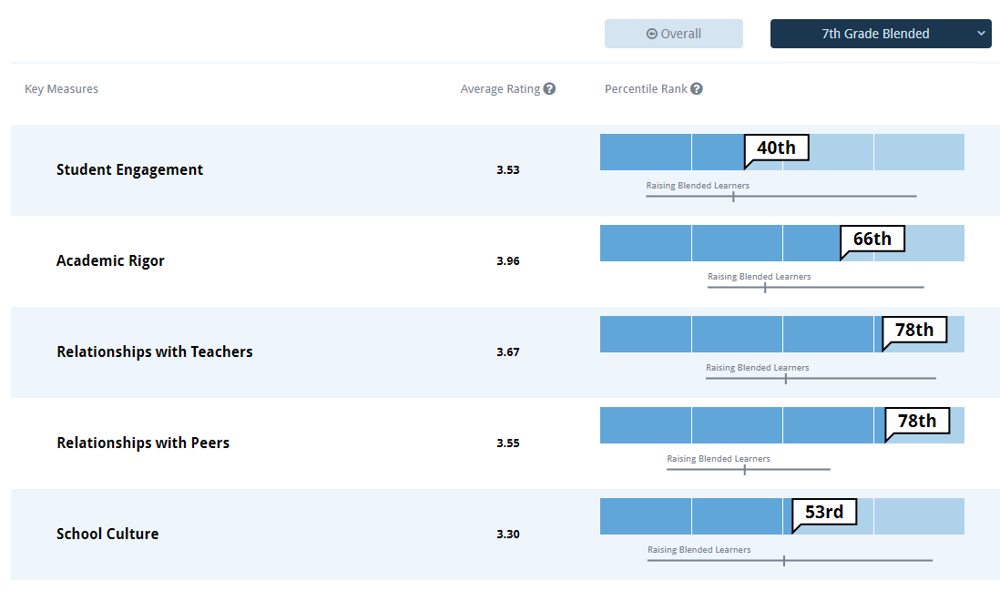 Overall
7th Grade Blended
Key Measures
Average Rating
Percentile Rank
Student Engagement
3.53
40th
Raising Blended Learners
Academic Rigor
3.96
66th
Raising Blended Learners
Relationships with Teachers
3.67
78th
Raising Blended Learners
Relationships with Peers
3.55
78th
Raising Blended Learners
School Culture
3.30
53rd
Raising Blended Learners